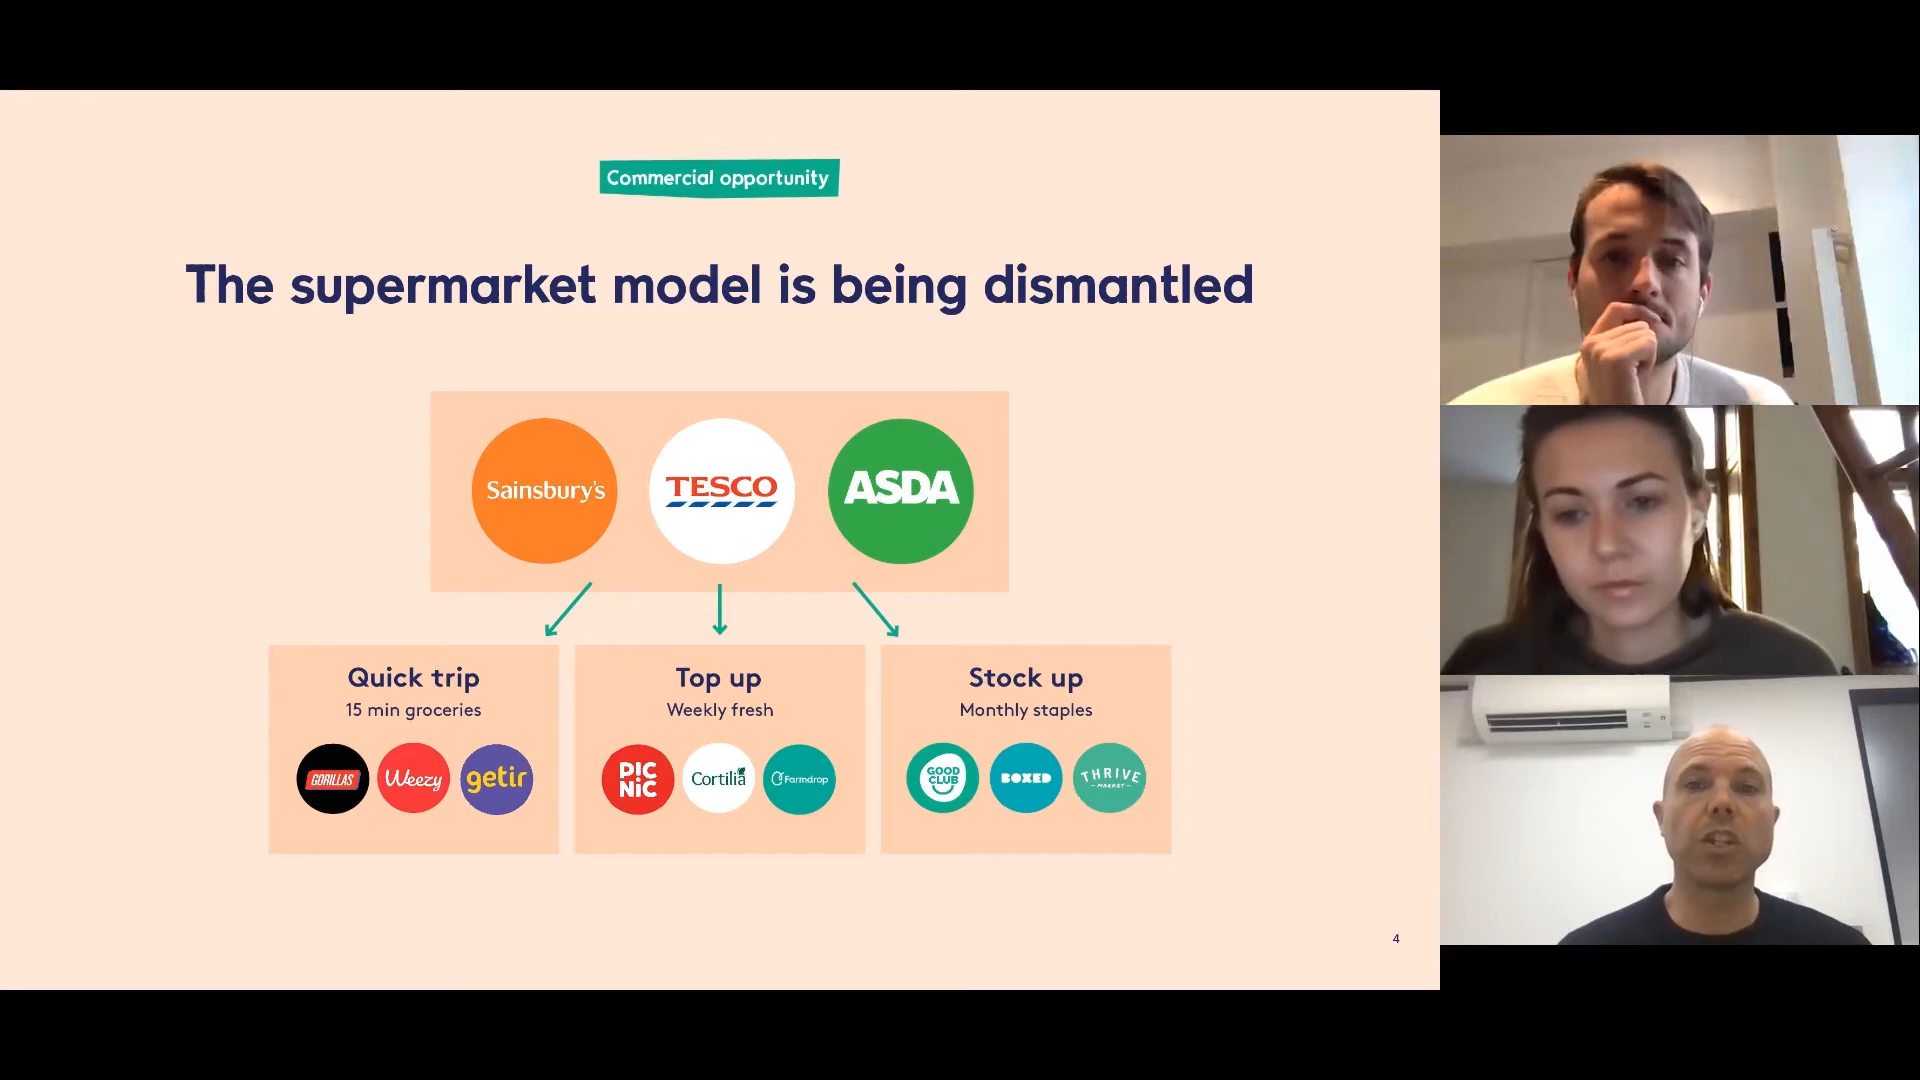 Commercial opportunity
The supermarket model is being dismantled
Sainsbury's
TESCO
ASDA
Quick trip
15 min groceries
GORILLAS
Weezy
getir
Top up
Weekly fresh
PIC
NiC
Cortilia
Farmdrop
Stock up
Monthly staples
GOOD
CLUB
BOXED
THRIVE
MARKET
4